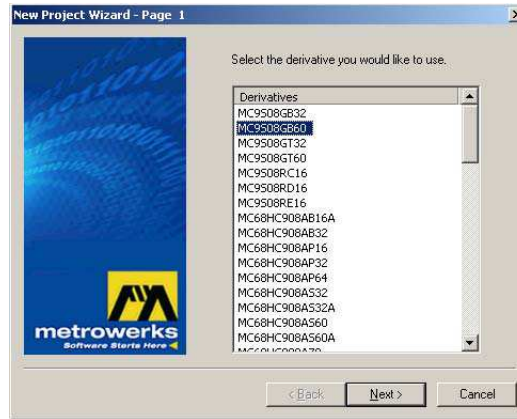 New Project Wizard - Page 1
Select the derivative you would like to use.
Derivatives
MC9S08GB32
MC9S08GB60
MC9S08GT32
MC9S08GT60
MC9S08RC16
MC9S08RD16
MC9S08RE16
MC68HC908AB16A
MC68HC908AB32
MC68HC908AP16
MC68HC908AP32
MC68HC908AP64
MC68HC908AS32
MC68HC908AS32A
MC68HC908AS60
MC68HC908AS60A
metrowerks
Software Starts Here
< Back
Next >
Cancel